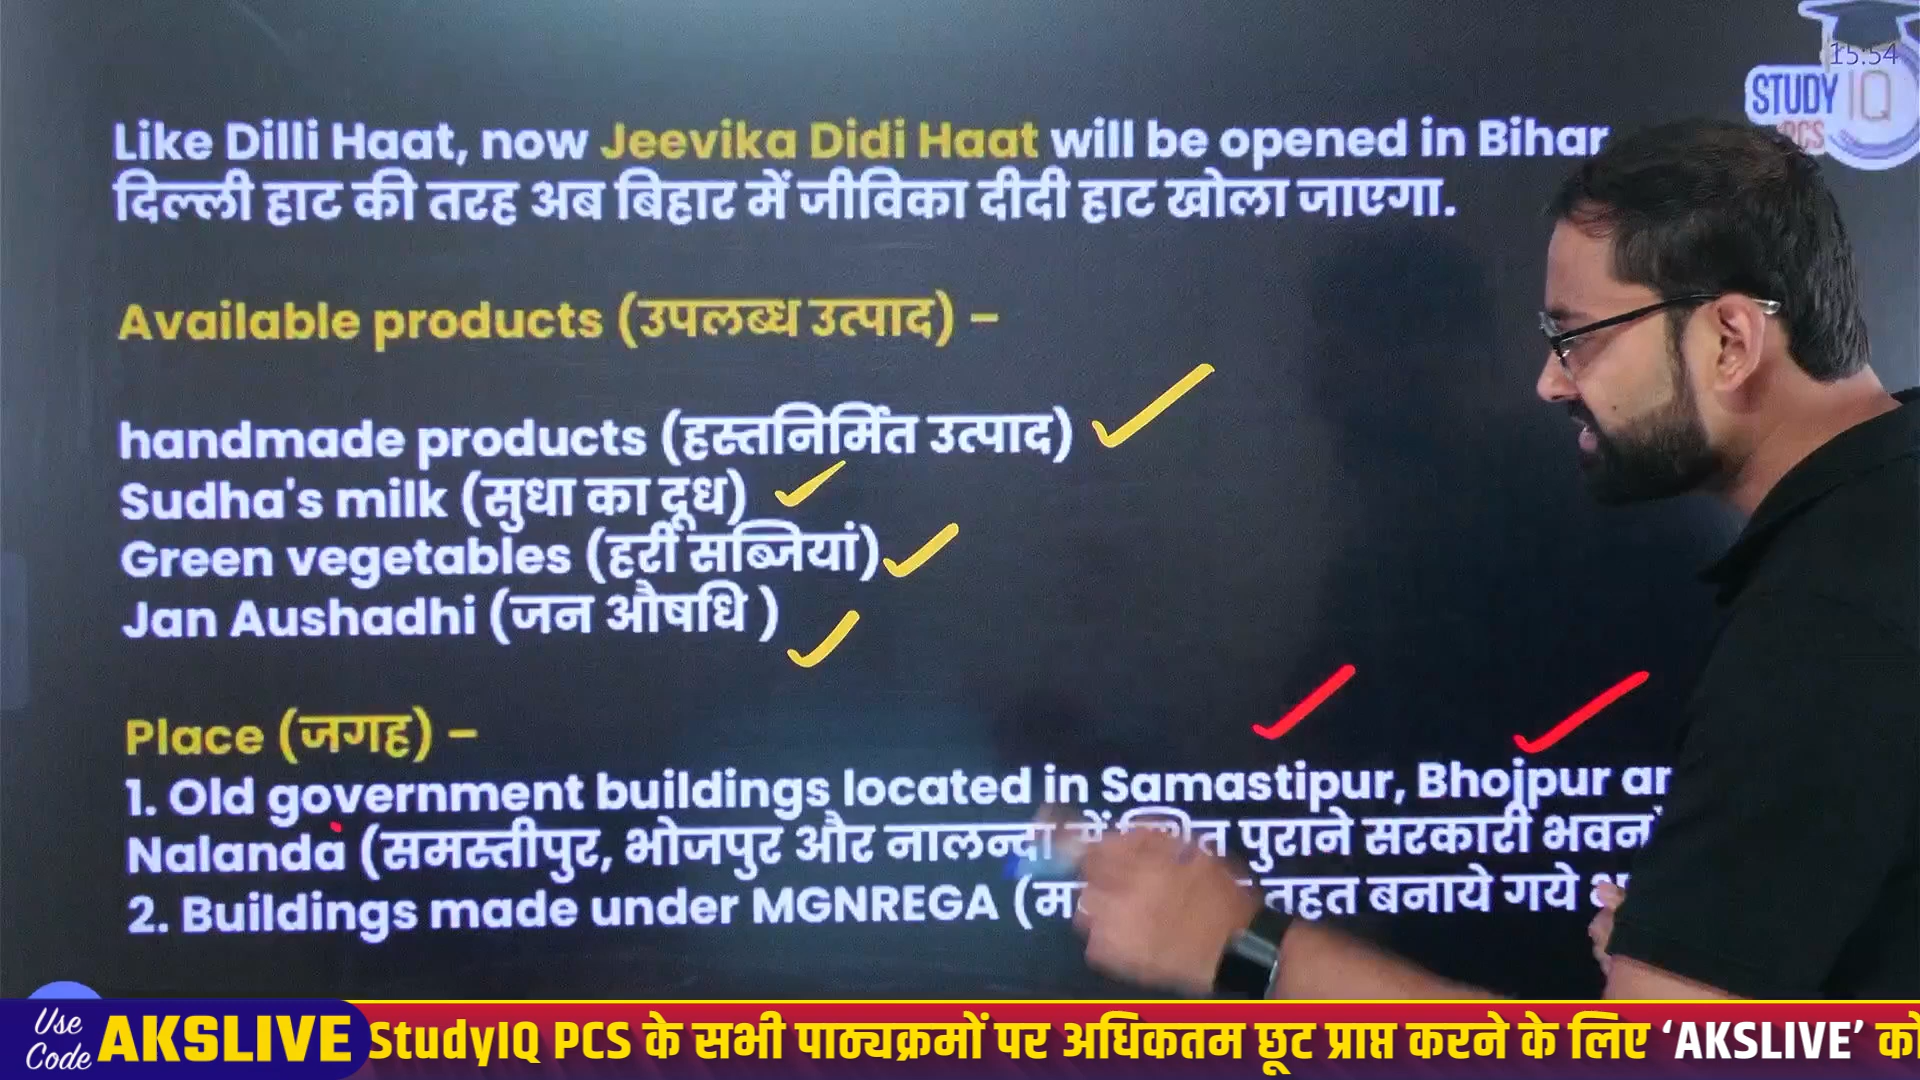 15:54
STUDY IQ
PCS
Like Dilli Haat, now Jeevika Didi Haat will be opened in Bihar
दिल्ली हाट की तरह अब बिहार में जीविका दीदी हाट खोला जाएगा.
Available products (उपलब्ध उत्पाद) –
handmade products (हस्तनिर्मित उत्पाद)
Sudha's milk (सुधा का दूध)
Green vegetables (हरी सब्जियां)
Jan Aushadhi (जन औषधि )
Place (जगह) –
1. Old government buildings located in Samastipur, Bhojpur
Nalanda (समस्तीपुर, भोजपुर और नालन्दा में स्थित पुराने सरकारी
2. Buildings made under MGNREGA ( तहत बनाये गये
Use Code AKSLIVE StudyIQ PCS के सभी पाठ्यक्रमों पर अधिकतम छूट प्राप्त करने के लिए ‘AKSLIVE’ को